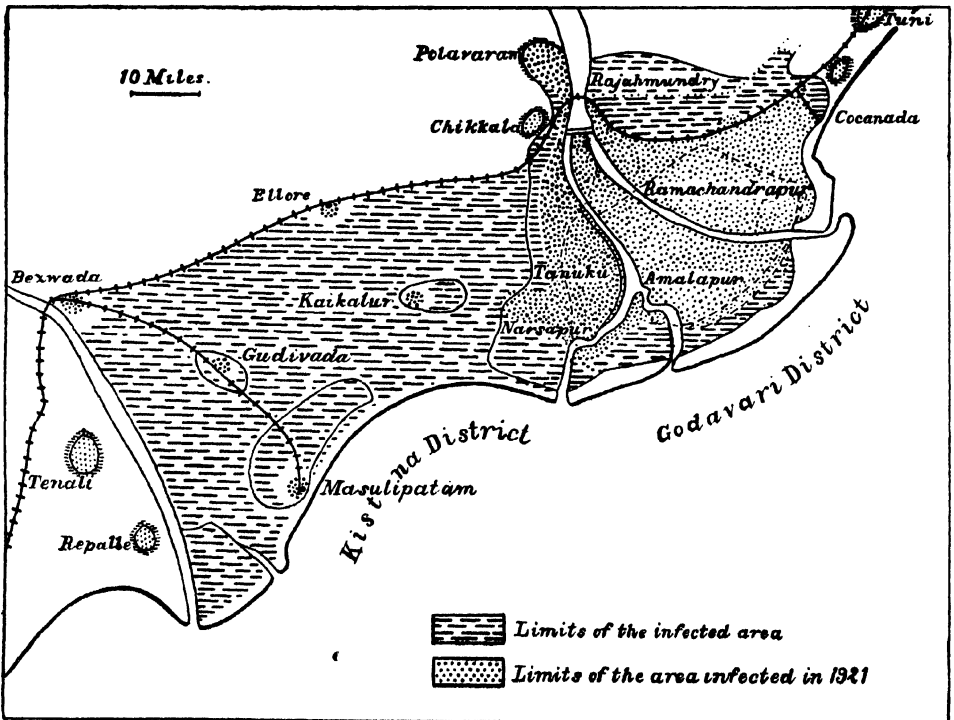 Tuni
Polavaram
10 Miles.
Rajahmundry
Cocanada
Chikkala
Ramachandrapur
Ellore
Bexwada
Tanuku
Amalapur
Kaikalur
Narsapur
Gudivada
Godavari District
Kistna District
Tenali
Masulipatam
Repalle
Limits of the infected area
Limits of the area infected in 1921